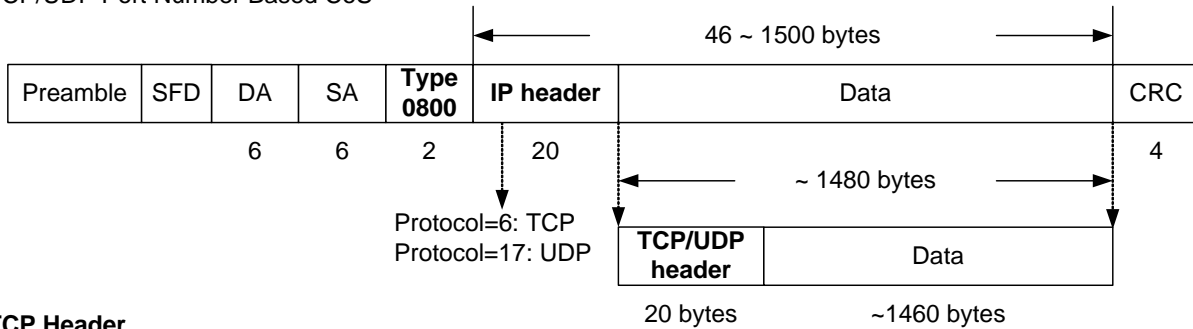 46 ~ 1500 bytes
Preamble SFD DA SA Type 0800 IP header Data CRC
6 6 2 20 4
~ 1480 bytes
Protocol=6: TCP
Protocol=17: UDP
TCP/UDP header Data
20 bytes ~1460 bytes